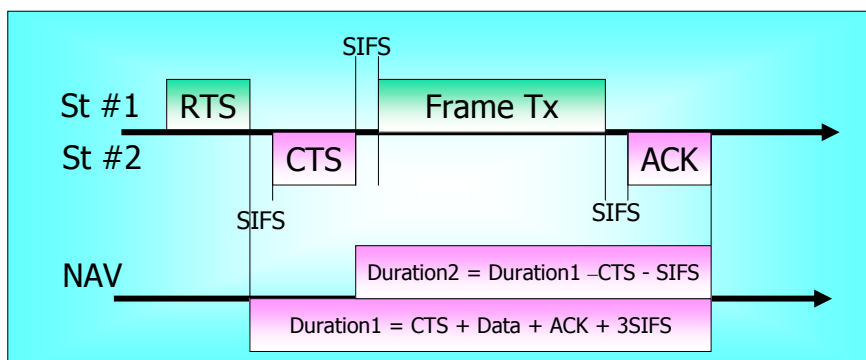 SIFS
St #1
RTS
Frame Tx
St #2
CTS
ACK
SIFS
SIFS
NAV
Duration2 = Duration1 –CTS - SIFS
Duration1 = CTS + Data + ACK + 3SIFS